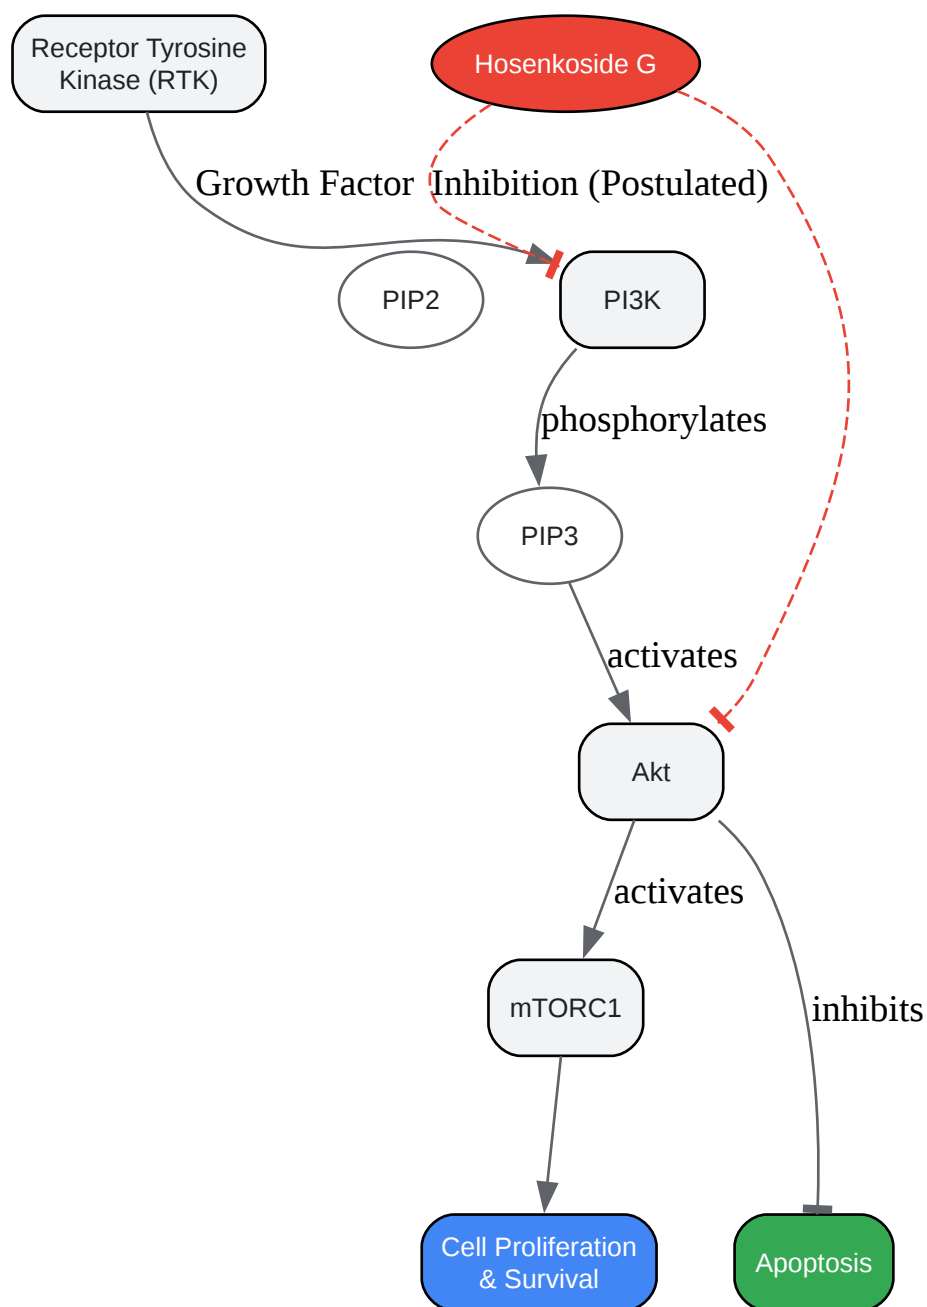 Receptor Tyrosine
Kinase (RTK)
Hosenkoside G
Growth Factor
Inhibition (Postulated)
PIP2
PI3K
phosphorylates
PIP3
activates
Akt
activates
mTORC1
inhibits
Cell Proliferation
& Survival
Apoptosis